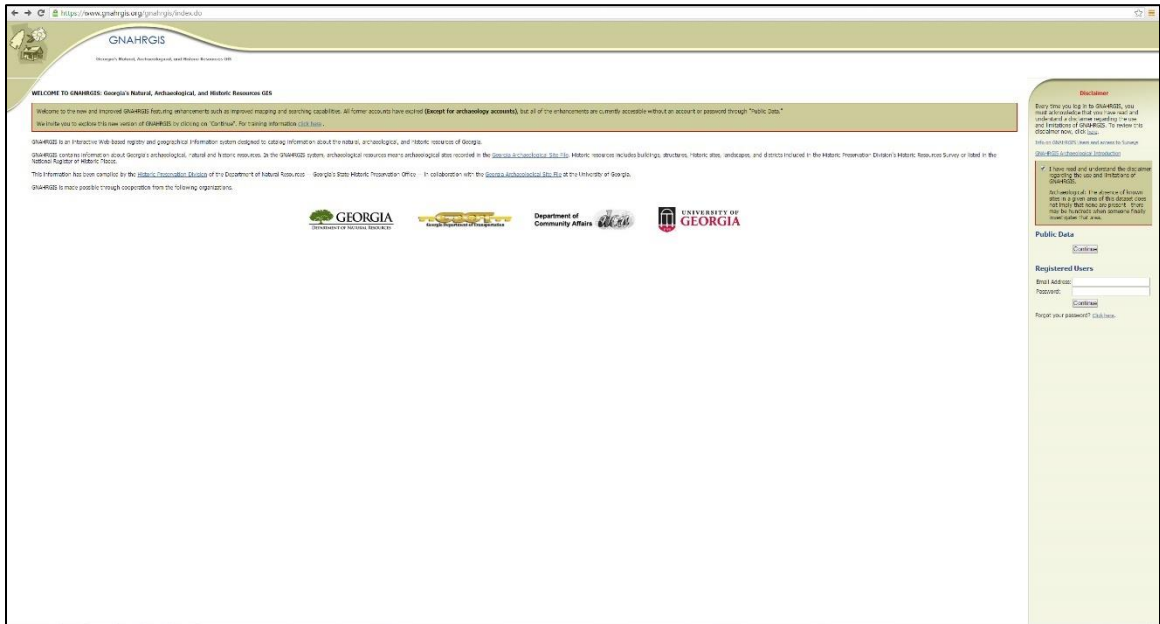 https://www.gnahrgis.org/gnahrgis/index.do
GNAHRGIS
Georgia's Natural, Archaeological, and Historic Resources GIS
WELCOME TO GNAHRGIS: Georgia's Natural, Archaeological, and Historic Resources GIS
Welcome to the new and improved GNAHRGIS featuring enhancements such as improved mapping and searching capabilities. All former accounts have expired (Except for archaeology accounts), but all of the enhancements are currently accessible without an account or password through "Public Data."
We invite you to explore this new version of GNAHRGIS by clicking on "Continue". For training information click here.
GNAHRGIS is an interactive Web-based registry and geographical information system designed to catalog information about the natural, archaeological, and historic resources of Georgia.
GNAHRGIS contains information about Georgia's archaeological, natural and historic resources. In the GNAHRGIS system, archaeological resources means archaeological sites recorded in the Georgia Archaeological Site File. Historic resources includes buildings, structures, historic sites, landscapes, and districts included in the Historic Preservation Division's Historic Resources Survey or listed in the
National Register of Historic Places.
This information has been compiled by the Historic Preservation Division of the Department of Natural Resources -- Georgia's State Historic Preservation Office -- in collaboration with the Georgia Archaeological Site File at the University of Georgia.
GNAHRGIS is made possible through cooperation from the following organizations.
GEORGIA
DEPARTMENT OF NATURAL RESOURCES
GDOT
Georgia Department of Transportation
Department of
Community Affairs
UNIVERSITY OF
GEORGIA
Disclaimer
Every time you log in to GNAHRGIS, you
must acknowledge that you have read and
understand a disclaimer regarding the use
and limitations of GNAHRGIS. To review this
disclaimer now, click here.
GNAHRGIS Archaeological Introduction
I have read and understand the disclaimer
regarding the use and limitations of
GNAHRGIS.
Archaeological: The absence of known
sites in a given area of this dataset does
not imply that none are present - there
may be hundreds when someone finally
investigates that area.
Public Data
Continue
Registered Users
Email Address:
Password:
Continue
Forgot your password? Click here.